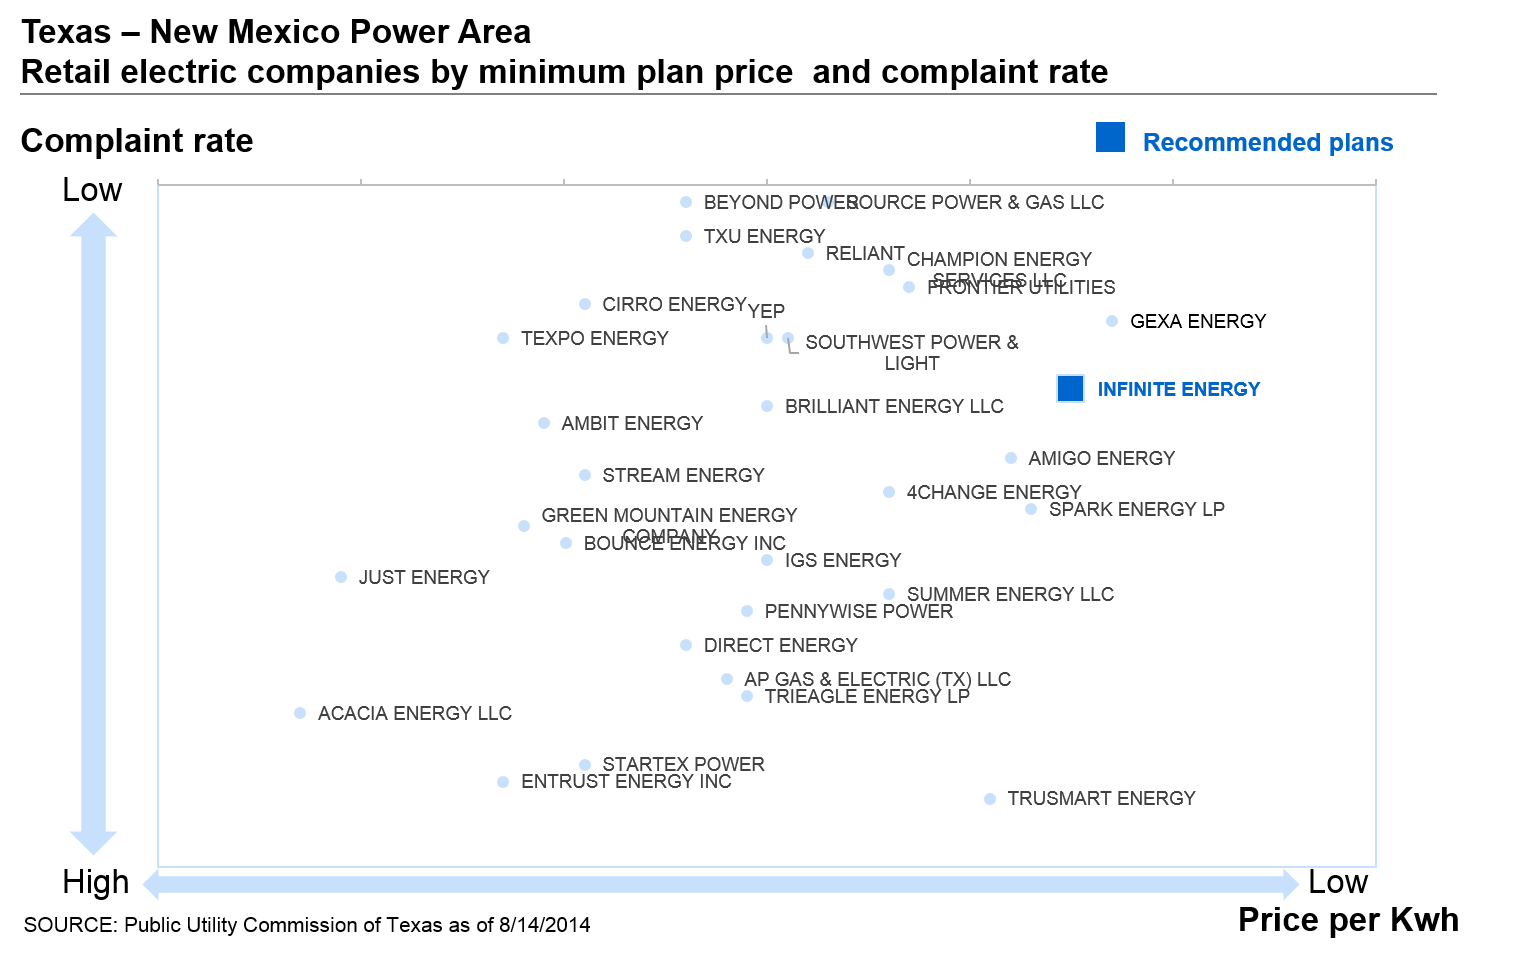 Texas – New Mexico Power Area
Retail electric companies by minimum plan price  and complaint rate
Complaint rate
Recommended plans
Low
BEYOND POWER
SOURCE POWER & GAS LLC
TXU ENERGY
RELIANT
CHAMPION ENERGY
SERVICES LLC
FRONTIER UTILITIES
CIRRO ENERGY
YEP
GEXA ENERGY
TEXPO ENERGY
SOUTHWEST POWER &
LIGHT
INFINITE ENERGY
BRILLIANT ENERGY LLC
AMBIT ENERGY
AMIGO ENERGY
STREAM ENERGY
4CHANGE ENERGY
SPARK ENERGY LP
GREEN MOUNTAIN ENERGY
COMPANY
BOUNCE ENERGY INC
IGS ENERGY
JUST ENERGY
SUMMER ENERGY LLC
PENNYWISE POWER
DIRECT ENERGY
AP GAS & ELECTRIC (TX) LLC
TRIEAGLE ENERGY LP
ACACIA ENERGY LLC
STARTEX POWER
ENTRUST ENERGY INC
TRUSMART ENERGY
High
Low
Price per Kwh
SOURCE: Public Utility Commission of Texas as of 8/14/2014